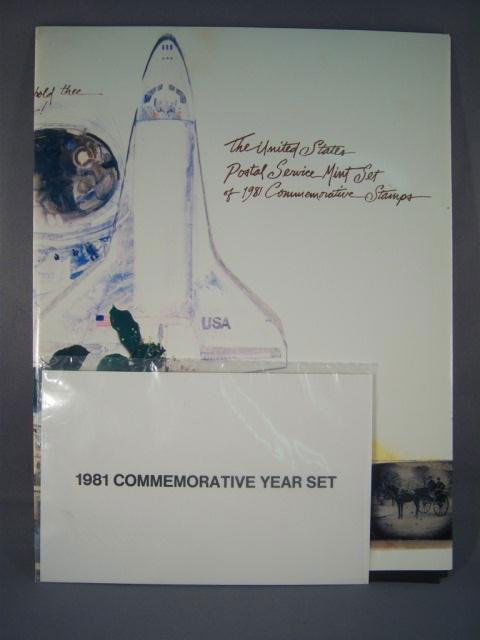 hold thee
The United States
Postal Service Mint Set
of 1981 Commemorative Stamps
USA
1981 COMMEMORATIVE YEAR SET